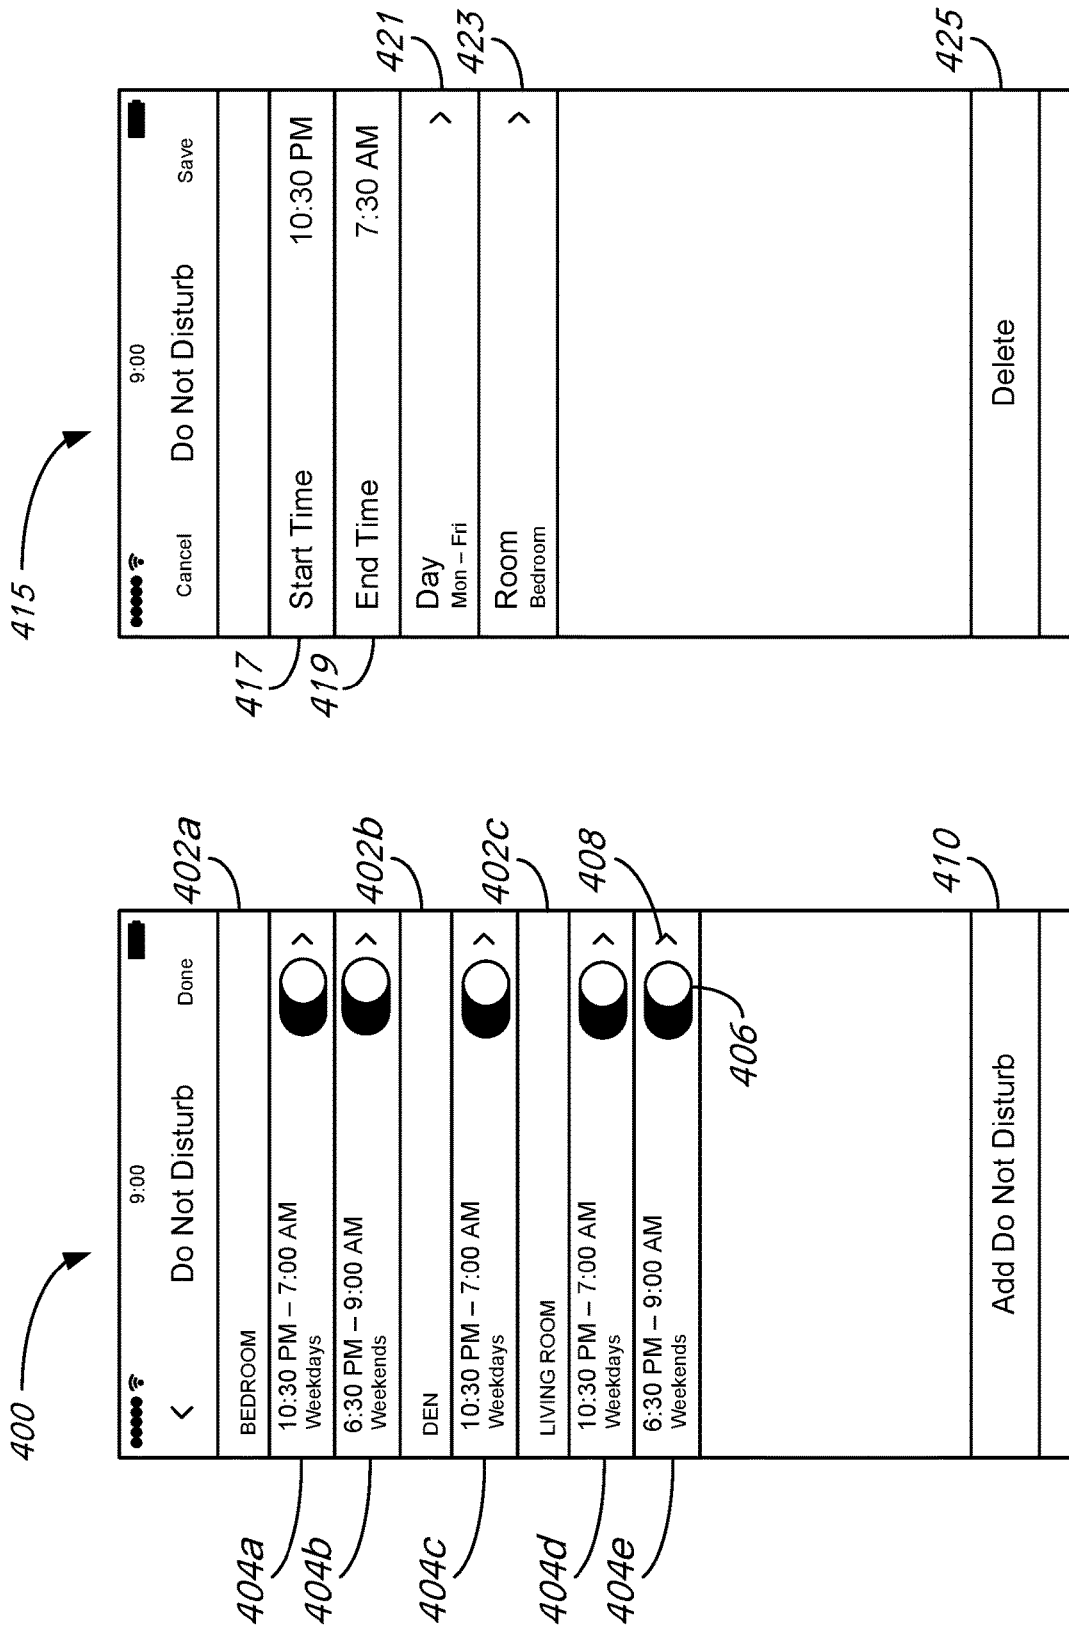 400
9:00
Do Not Disturb
Done
BEDROOM
402a
404a
10:30 PM – 7:00 AM
Weekdays
404b
6:30 PM – 9:00 AM
Weekends
DEN
402b
404c
10:30 PM – 7:00 AM
Weekdays
LIVING ROOM
402c
404d
10:30 PM – 7:00 AM
Weekdays
408
404e
6:30 PM – 9:00 AM
Weekends
406
Add Do Not Disturb
410
415
9:00
Cancel
Do Not Disturb
Save
417
Start Time
10:30 PM
419
End Time
7:30 AM
Day
Mon – Fri
421
Room
Bedroom
423
Delete
425